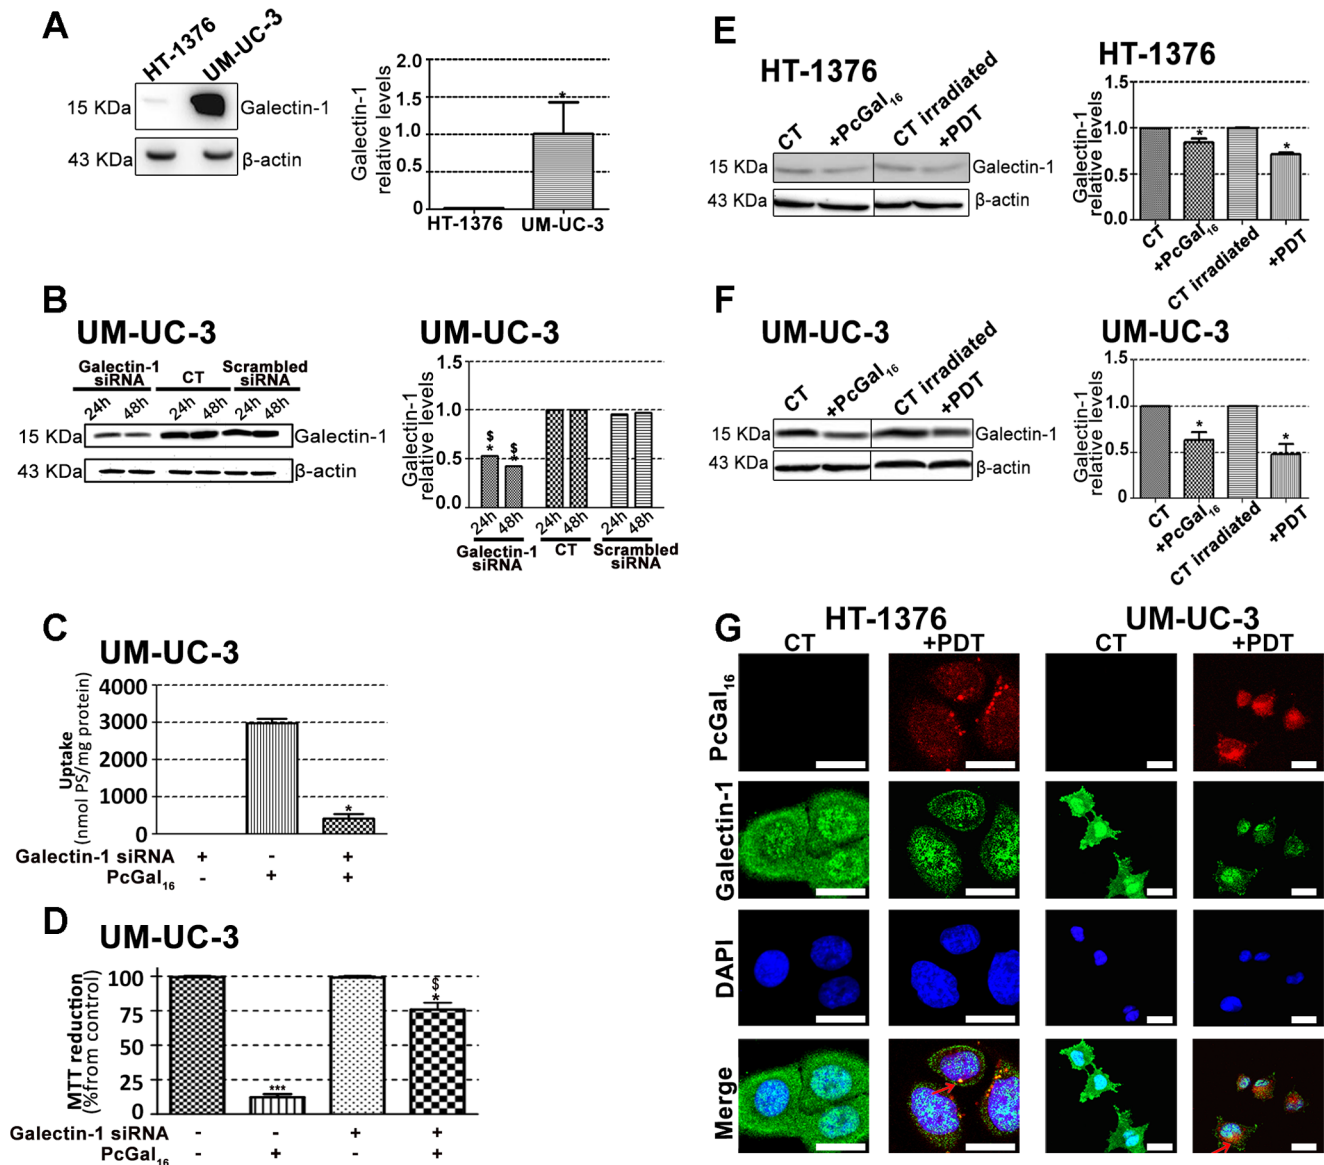 A
HT-1376
UM-UC-3
15 KDa
Galectin-1
43 KDa
β-actin
Galectin-1
relative levels
2.0
1.5
1.0
0.5
0
HT-1376
UM-UC-3
*
B
UM-UC-3
Galectin-1
siRNA
CT
Scrambled
siRNA
24h 48h 24h 48h 24h 48h
15 KDa
Galectin-1
43 KDa
β-actin
UM-UC-3
Galectin-1
relative levels
1.5
1.0
0.5
0.0
$ $
* *
24h 48h 24h 48h 24h 48h
Galectin-1
siRNA
CT
Scrambled
siRNA
C
UM-UC-3
Uptake
(nmol PS/mg protein)
4000
3000
2000
1000
0
*
Galectin-1 siRNA + - +
PcGal16 - + +
D
UM-UC-3
MTT reduction
(%from control)
100
75
50
25
0
***
$
*
Galectin-1 siRNA - - + +
PcGal16 - + - +
E
HT-1376
CT
+PcGal16
CT irradiated
+PDT
15 KDa
Galectin-1
43 KDa
β-actin
HT-1376
Galectin-1
relative levels
1.5
1.0
0.5
0.0
* *
CT
+PcGal16
CT irradiated
+PDT
F
UM-UC-3
CT
+PcGal16
CT irradiated
+PDT
15 KDa
Galectin-1
43 KDa
β-actin
UM-UC-3
Galectin-1
relative levels
1.5
1.0
0.5
0.0
* *
CT
+PcGal16
CT irradiated
+PDT
G
HT-1376
UM-UC-3
CT
+PDT
CT
+PDT
PcGal16
Galectin-1
DAPI
Merge